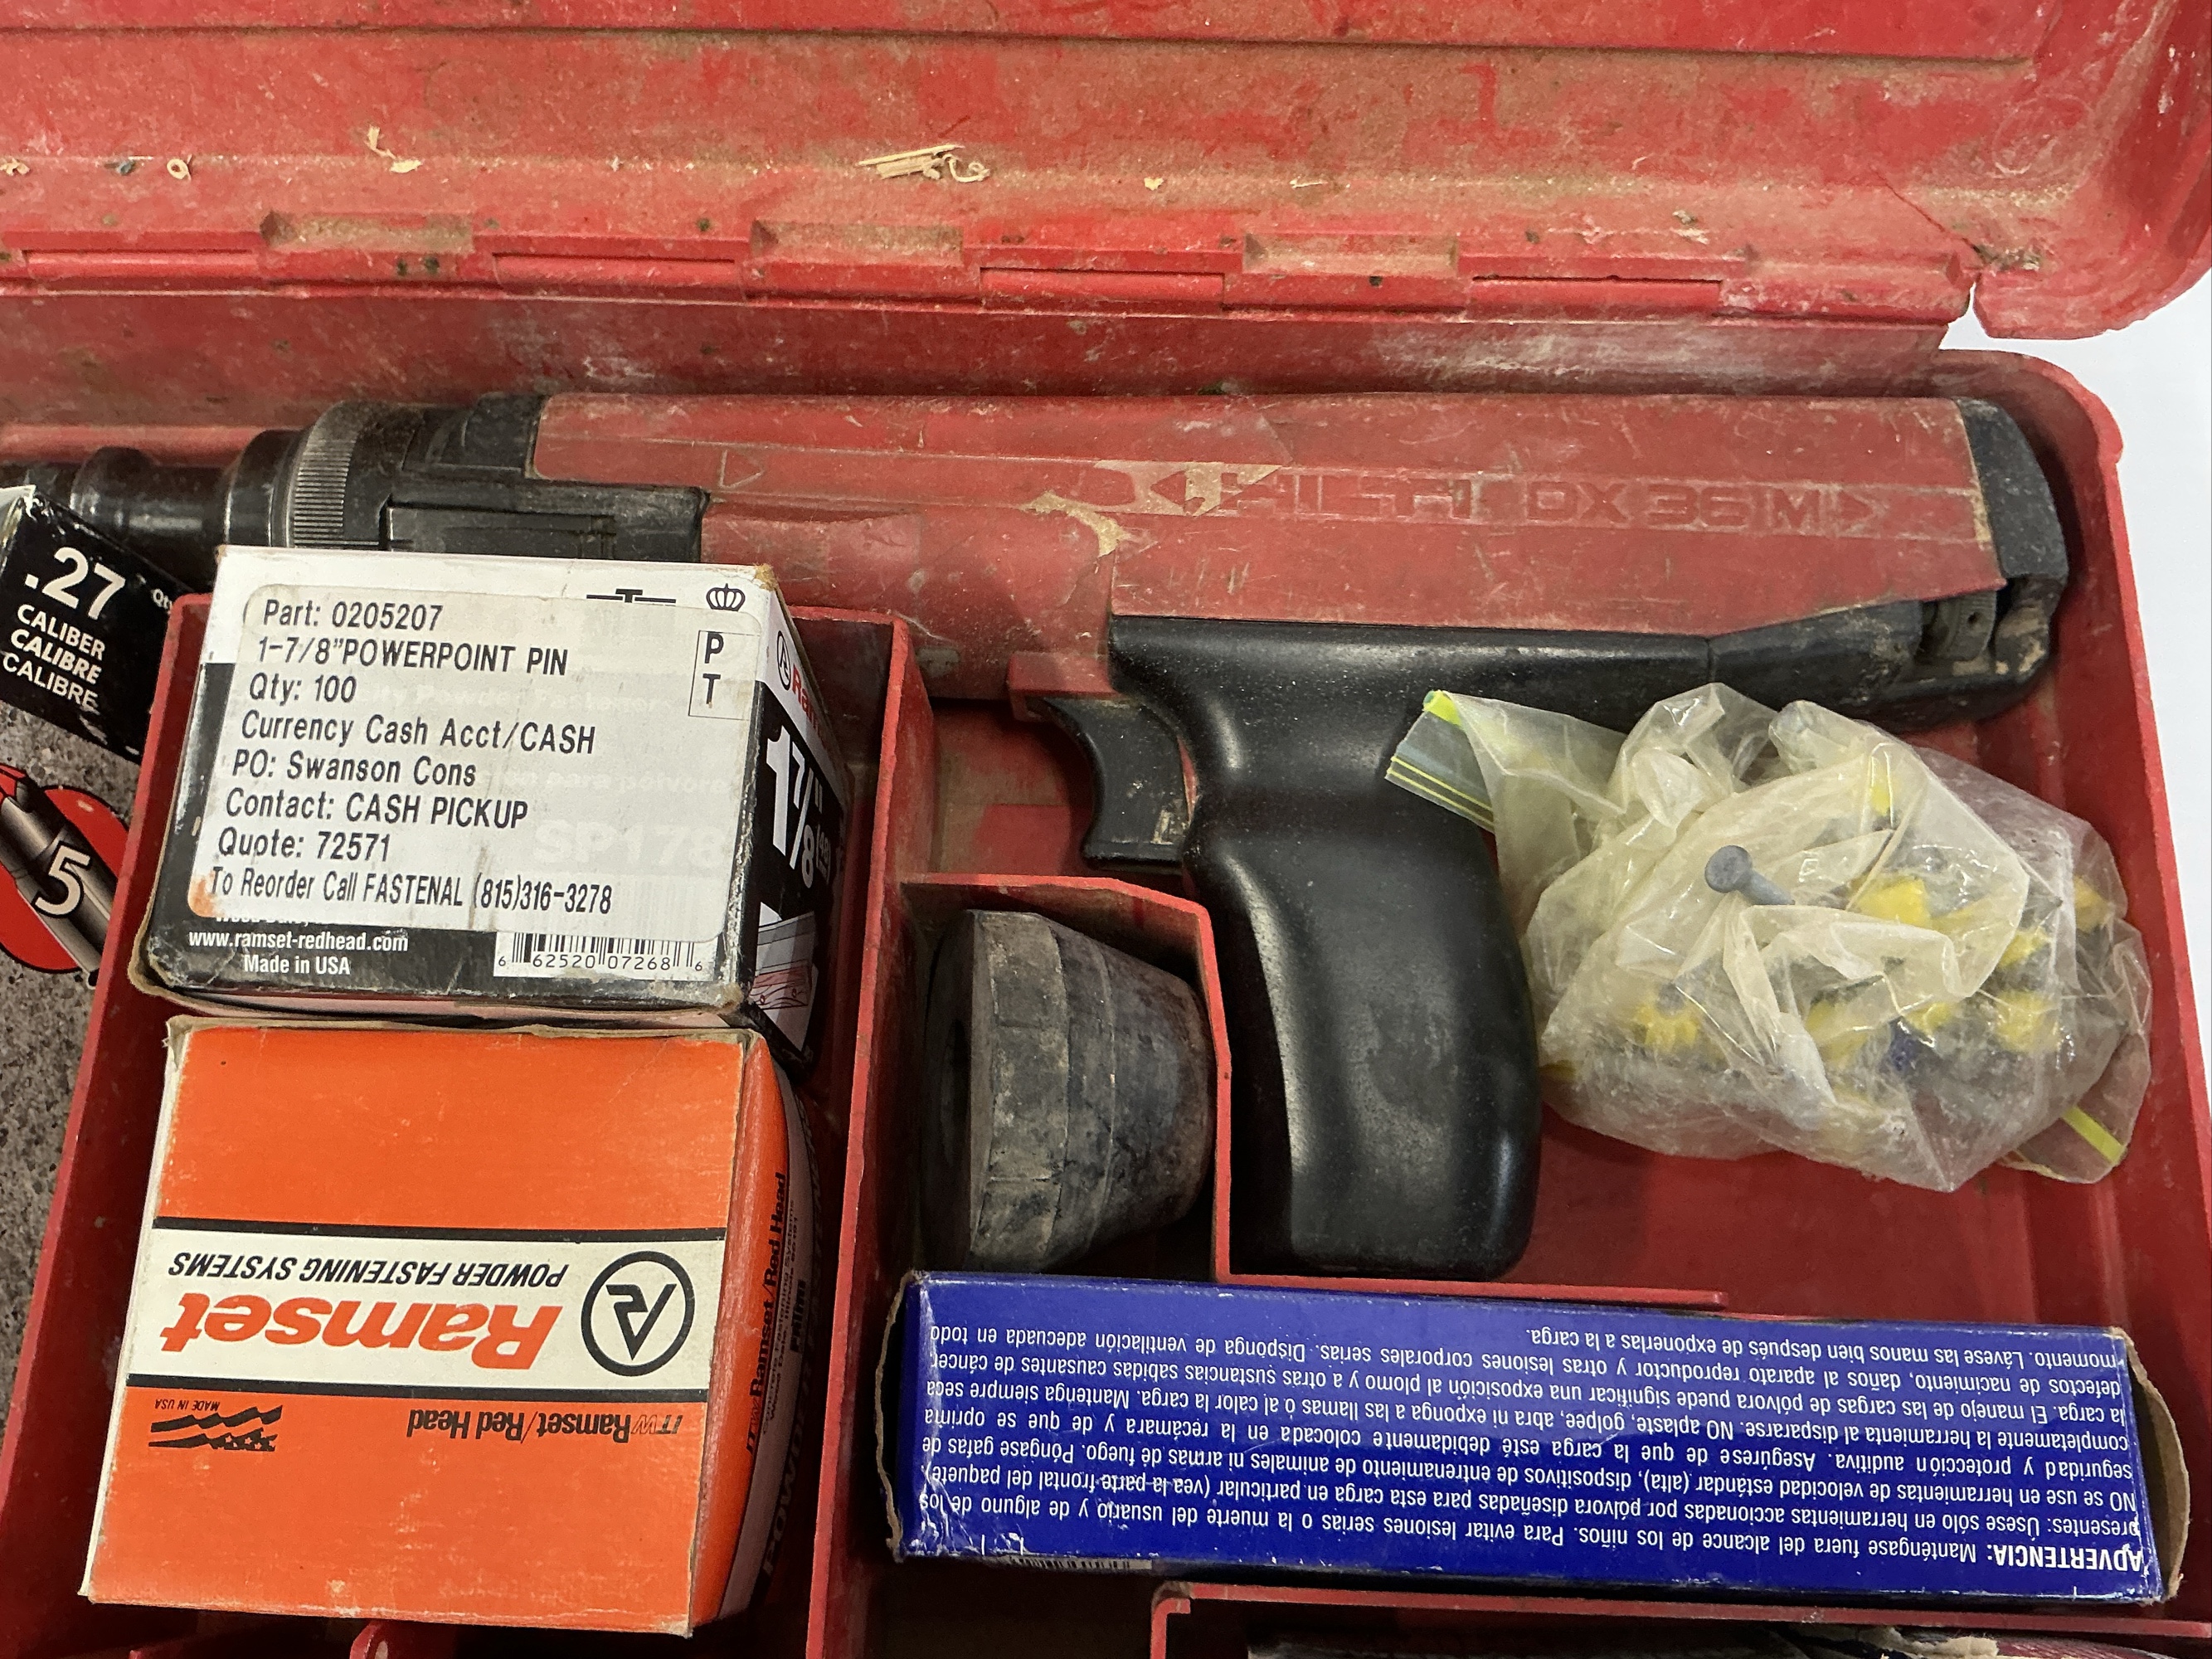 HILTI DX 36 M
.27
CALIBER
CALIBRE
CALIBRE
Qty
5
Part: 0205207
1-7/8"POWERPOINT PIN
Qty: 100
Currency Cash Acct/CASH
PO: Swanson Cons
Contact: CASH PICKUP
Quote: 72571
To Reorder Call FASTENAL (815)316-3278
P
T
SP178
www.ramset-redhead.com
Made in USA
6 62520 07268 6
1 7/8"
ITW Ramset/Red Head
MADE IN USA
Ramset
POWDER FASTENING SYSTEMS
ITW Ramset/Red Head
ADVERTENCIA: Manténgase fuera del alcance de los niños. Para evitar lesiones serias o la muerte del usuario y de alguno de los
presentes: Úsese sólo en herramientas accionadas por pólvora diseñadas para esta carga en particular (vea la parte frontal del paquete).
NO se use en herramientas de velocidad estándar (alta), dispositivos de entrenamiento de animales ni armas de fuego. Póngase gafas de
seguridad y protección auditiva. Asegúrese de que la carga esté debidamente colocada en la recámara y de que se oprima
completamente la herramienta al dispararse. NO aplaste, golpee, abra ni exponga a las llamas o al calor la carga. Mantenga siempre seca
la carga. El manejo de las cargas de pólvora puede significar una exposición al plomo y a otras sustancias sabidas causantes de cáncer,
defectos de nacimiento, daños al aparato reproductor y otras lesiones corporales serias. Disponga de ventilación adecuada en todo
momento. Lávese las manos bien después de exponerlas a la carga.